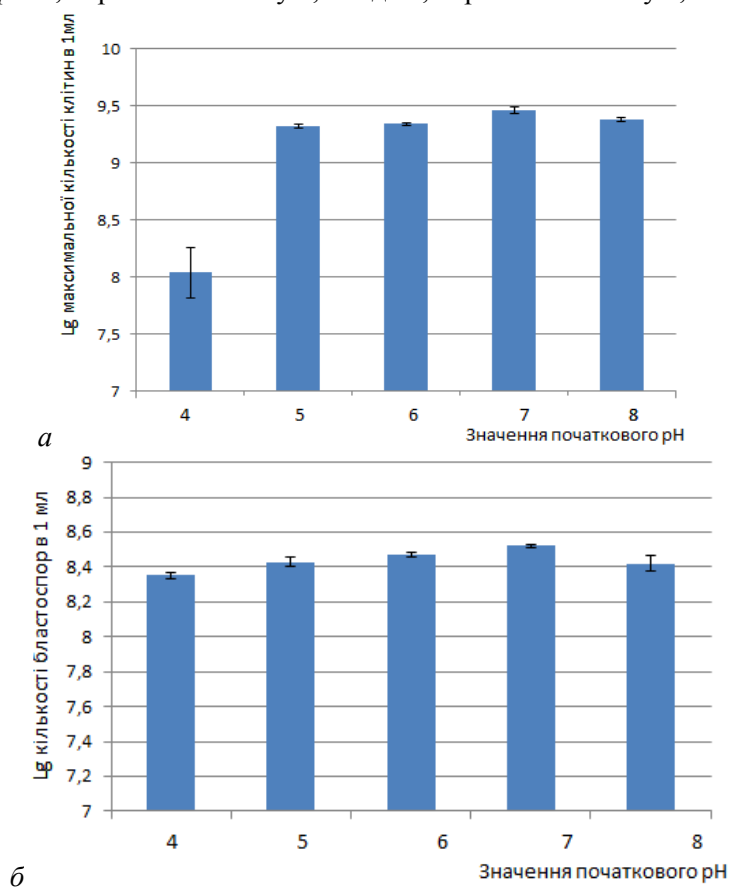 Lg максимальної кількості клітин в 1мл
10
9,5
9
8,5
8
7,5
7
4 5 6 7 8
Значення початкового рН
а
Lg кількості бластоспор в 1 мл
9
8,8
8,6
8,4
8,2
8
7,8
7,6
7,4
7,2
7
4 5 6 7 8
Значення початкового рН
б